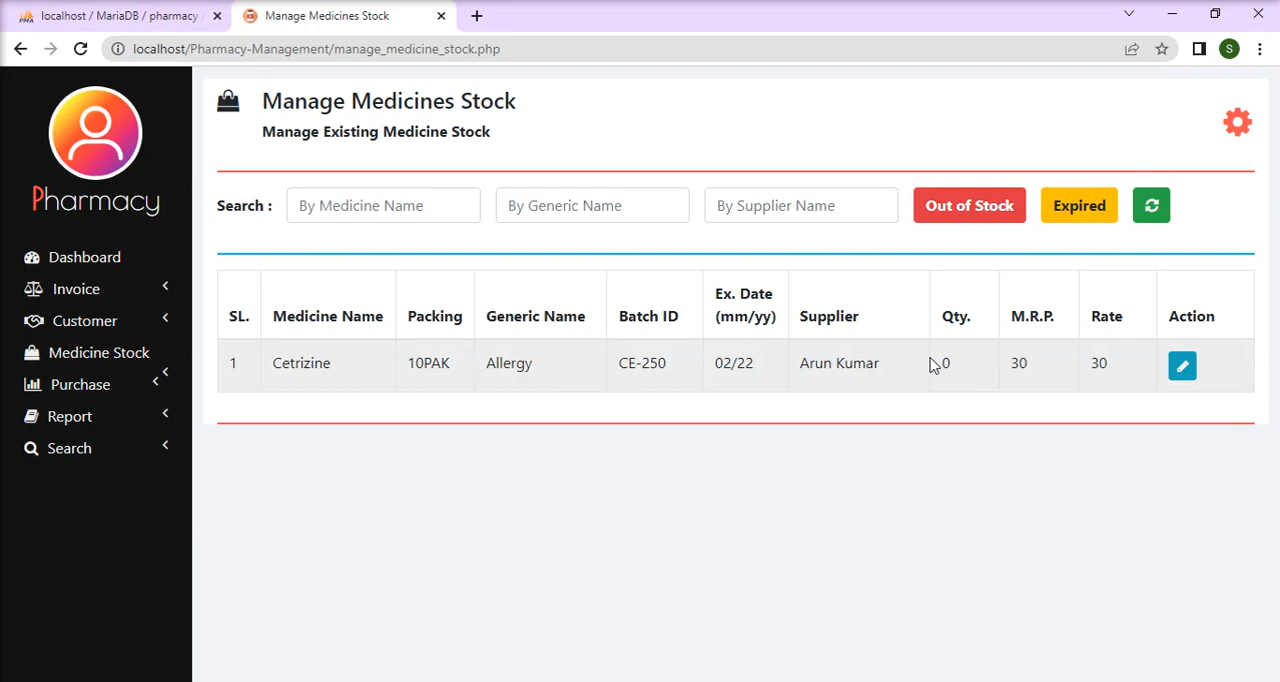 localhost / MariaDB / pharmacy
Manage Medicines Stock
localhost/Pharmacy-Management/manage_medicine_stock.php
S
Pharmacy
Dashboard
Invoice
Customer
Medicine Stock
Purchase
Report
Search
Manage Medicines Stock
Manage Existing Medicine Stock
Search : By Medicine Name By Generic Name By Supplier Name Out of Stock Expired
SL. Medicine Name Packing Generic Name Batch ID Ex. Date (mm/yy) Supplier Qty. M.R.P. Rate Action
1 Cetrizine 10PAK Allergy CE-250 02/22 Arun Kumar 0 30 30